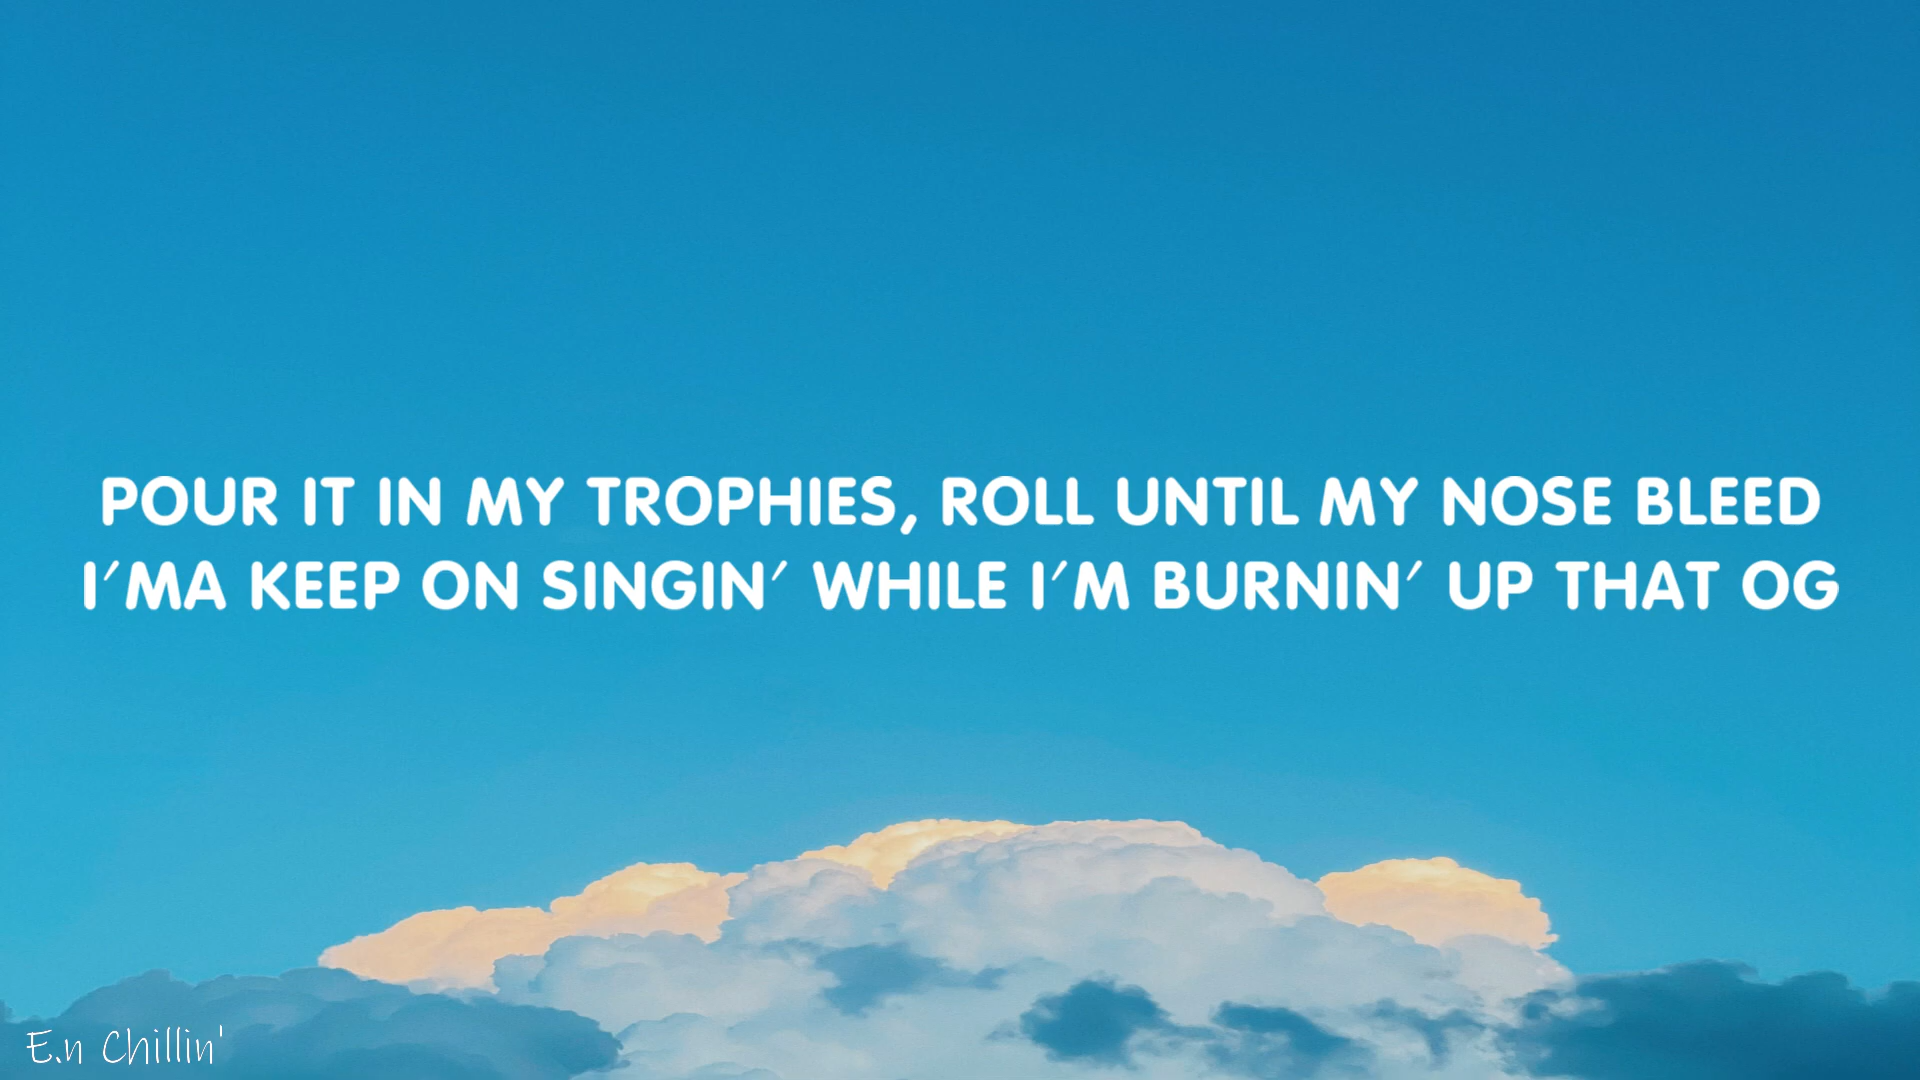 POUR IT IN MY TROPHIES, ROLL UNTIL MY NOSE BLEED
I'MA KEEP ON SINGIN' WHILE I'M BURNIN' UP THAT OG
E.n Chillin'